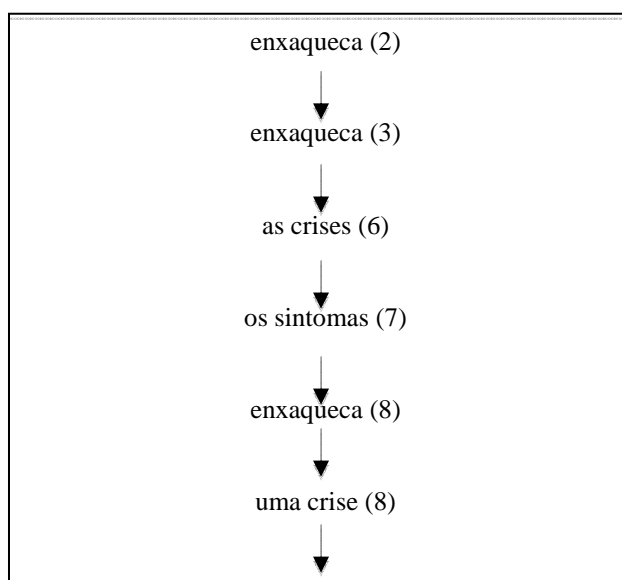 enxaqueca (2)
enxaqueca (3)
as crises (6)
os sintomas (7)
enxaqueca (8)
uma crise (8)